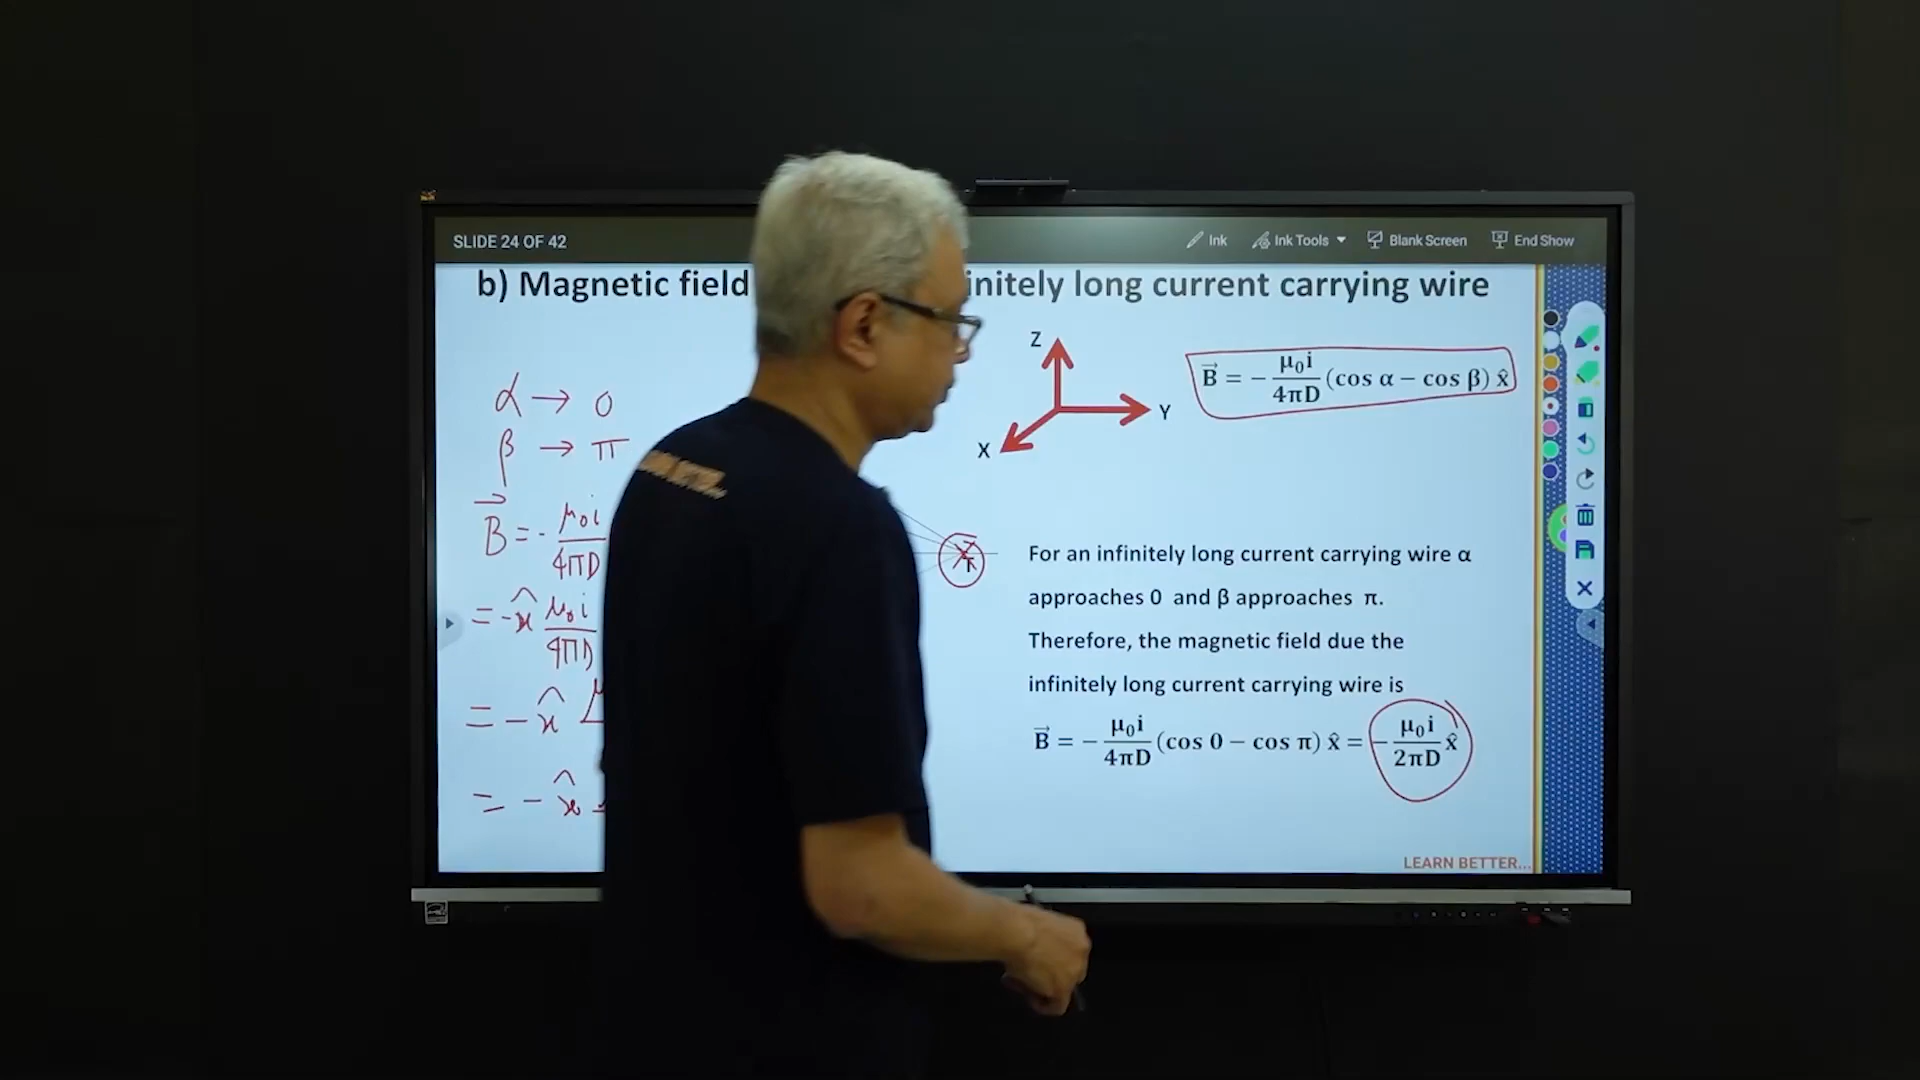 SLIDE 24 OF 42
Ink
Ink Tools
Blank Screen
End Show
b) Magnetic field initely long current carrying wire
α → 0
β → π
B⃗ = - μ₀i / 4πD
= - x̂ μ₀i / 4πD
= - x̂
= - x̂
Z
Y
X
B⃗ = − μ₀i / 4πD (cos α − cos β) x̂
For an infinitely long current carrying wire α
approaches 0 and β approaches π.
Therefore, the magnetic field due the
infinitely long current carrying wire is
B⃗ = − μ₀i / 4πD (cos 0 − cos π) x̂ = − μ₀i / 2πD x̂
LEARN BETTER...